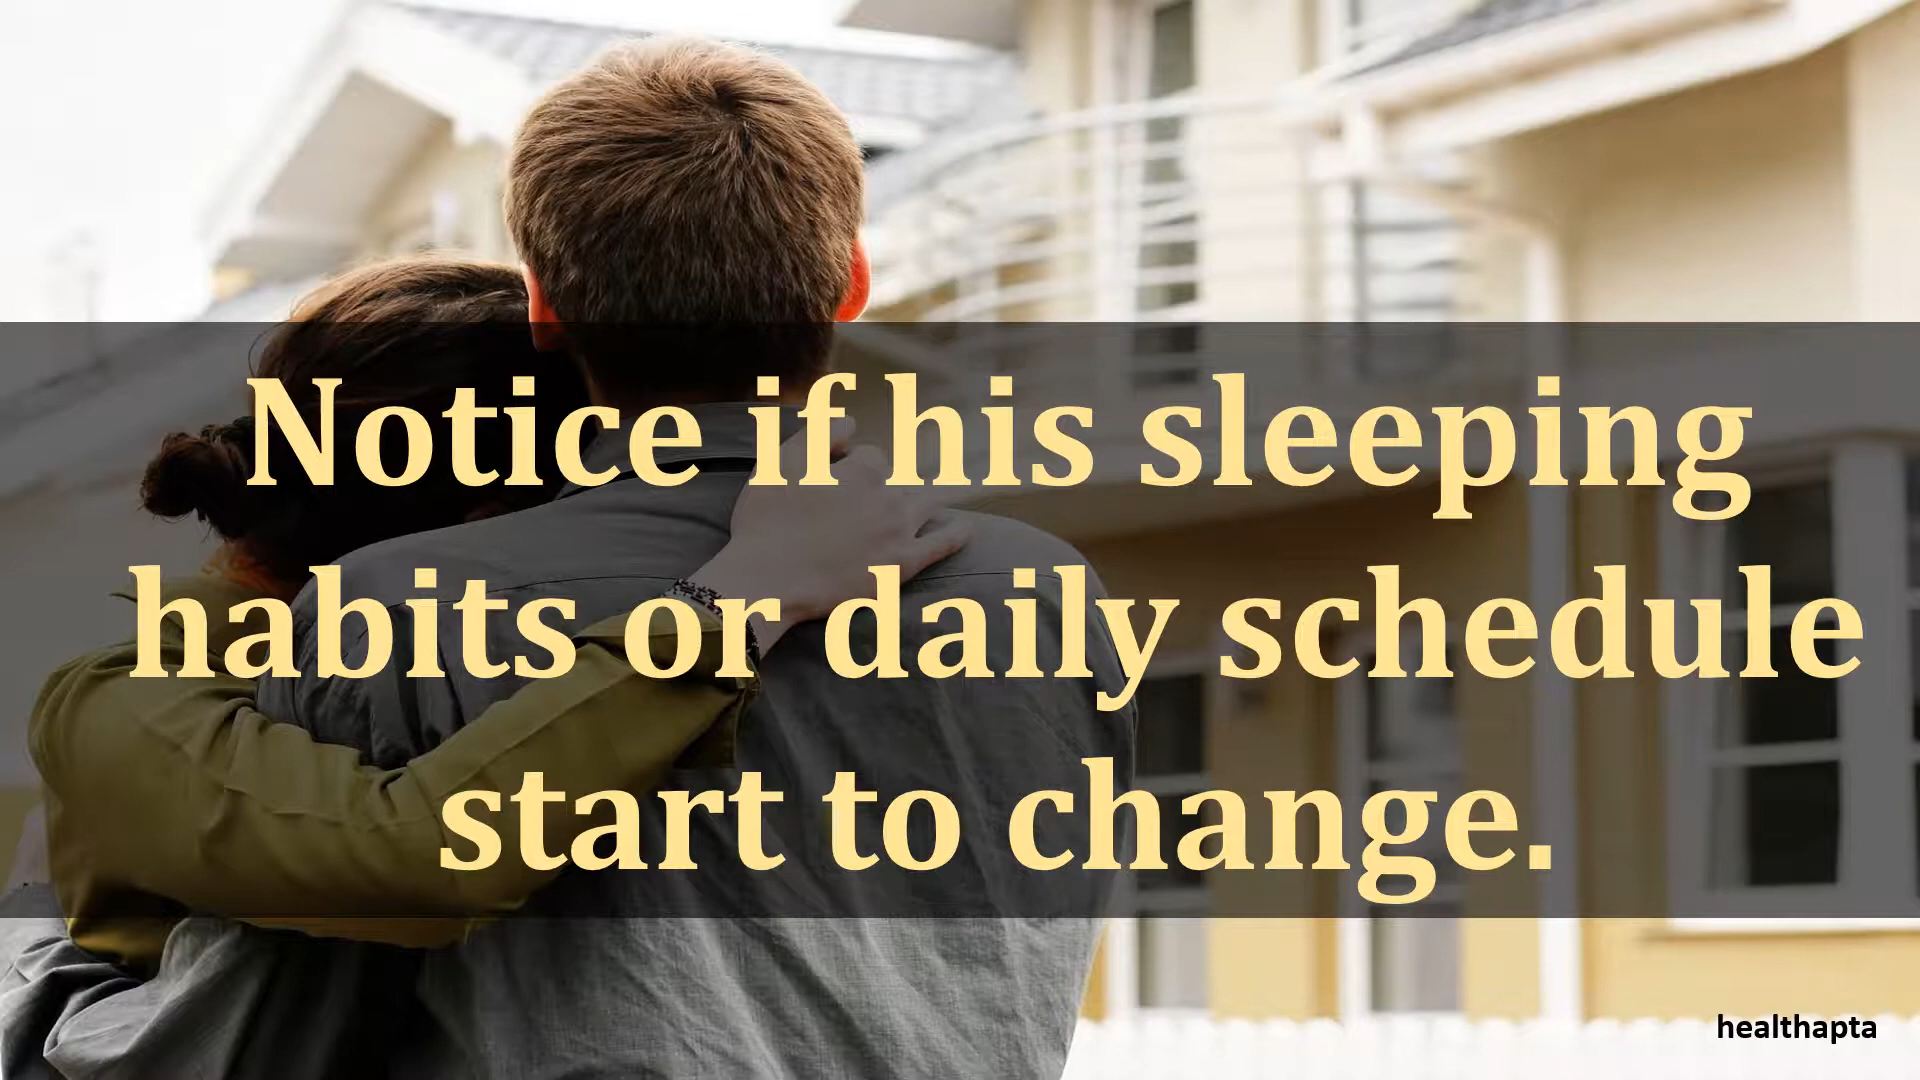 Notice if his sleeping
habits or daily schedule
start to change.
healthapta